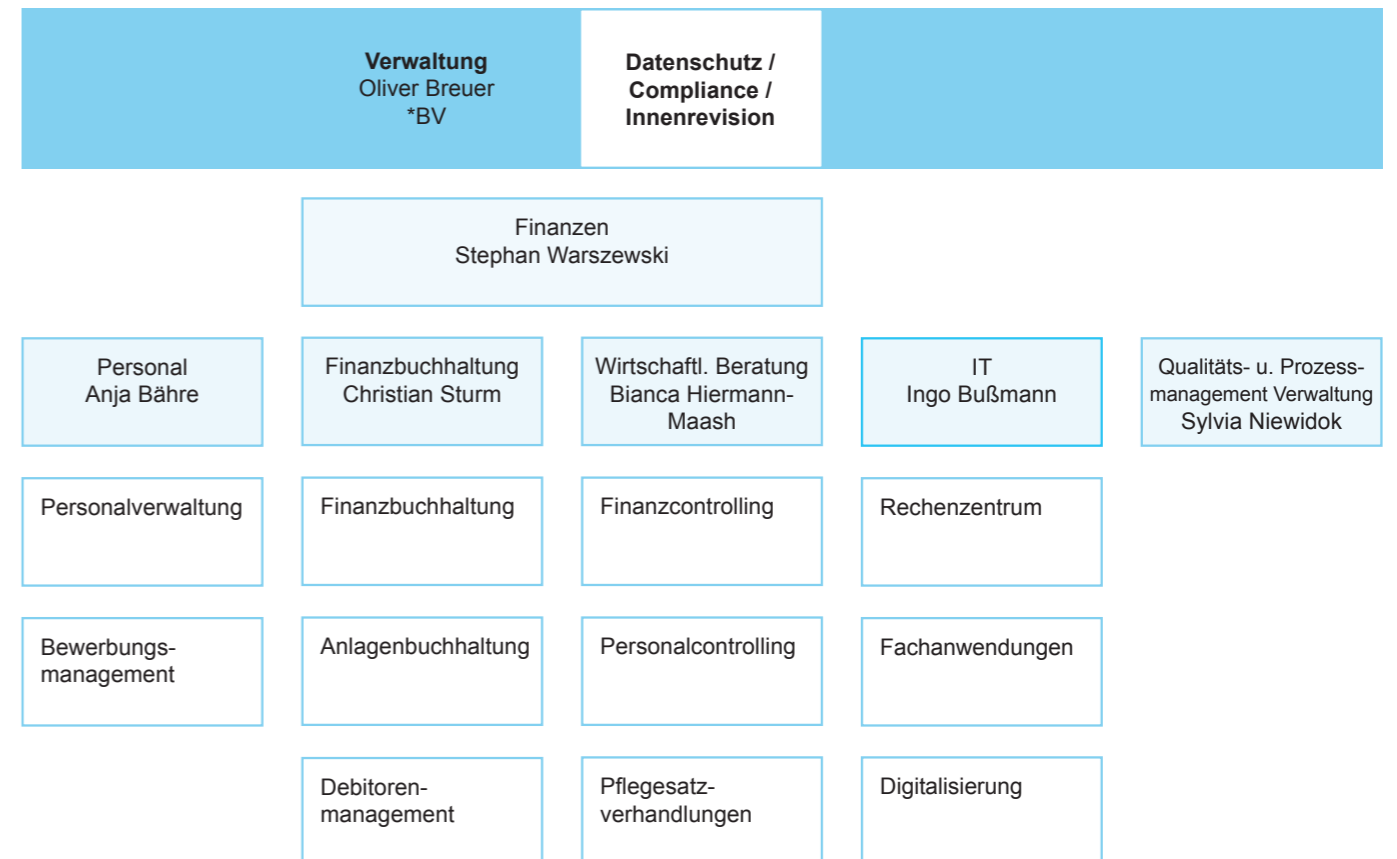 Verwaltung
Oliver Breuer
*BV
Datenschutz /
Compliance /
Innenrevision
Finanzen
Stephan Warszewski
Personal
Anja Bähre
Finanzbuchhaltung
Christian Sturm
Wirtschaftl. Beratung
Bianca Hiermann-
Maash
IT
Ingo Bußmann
Qualitäts- u. Prozess-
management Verwaltung
Sylvia Niewidok
Personalverwaltung
Finanzbuchhaltung
Finanzcontrolling
Rechenzentrum
Bewerbungs-
management
Anlagenbuchhaltung
Personalcontrolling
Fachanwendungen
Debitoren-
management
Pflegesatz-
verhandlungen
Digitalisierung